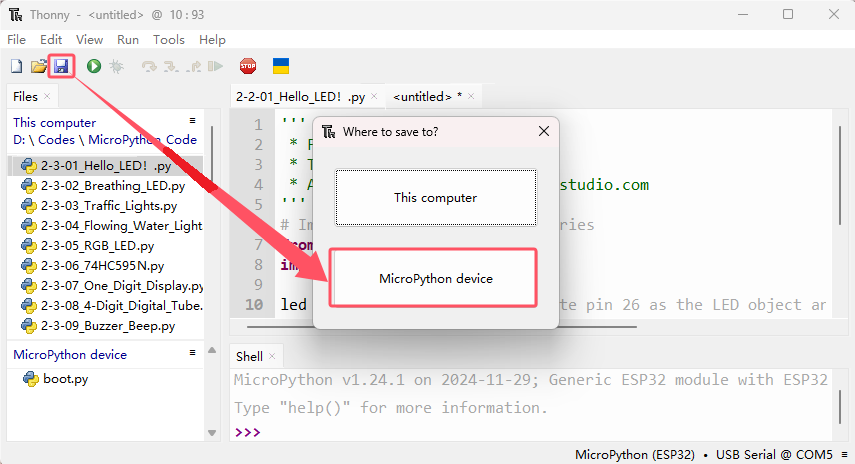 Thonny - <untitled> @ 10 : 93
File Edit View Run Tools Help
STOP
Files ×
2-2-01_Hello_LED! .py × <untitled> * ×
This computer
D: \ Codes \ MicroPython_Code
2-3-01_Hello_LED! .py
2-3-02_Breathing_LED.py
2-3-03_Traffic_Lights.py
2-3-04_Flowing_Water_Light
2-3-05_RGB_LED.py
2-3-06_74HC595N.py
2-3-07_One_Digit_Display.py
2-3-08_4-Digit_Digital_Tube.
2-3-09_Buzzer_Beep.py
MicroPython device
boot.py
1 '''
2 * F
3 * T
4 * A studio.com
5 '''
6 # Im ries
7 from
8 im
9
10 led te pin 26 as the LED object an
Where to save to?
This computer
MicroPython device
Shell ×
MicroPython v1.24.1 on 2024-11-29; Generic ESP32 module with ESP32
Type "help()" for more information.
>>>
MicroPython (ESP32) • USB Serial @ COM5 ≡